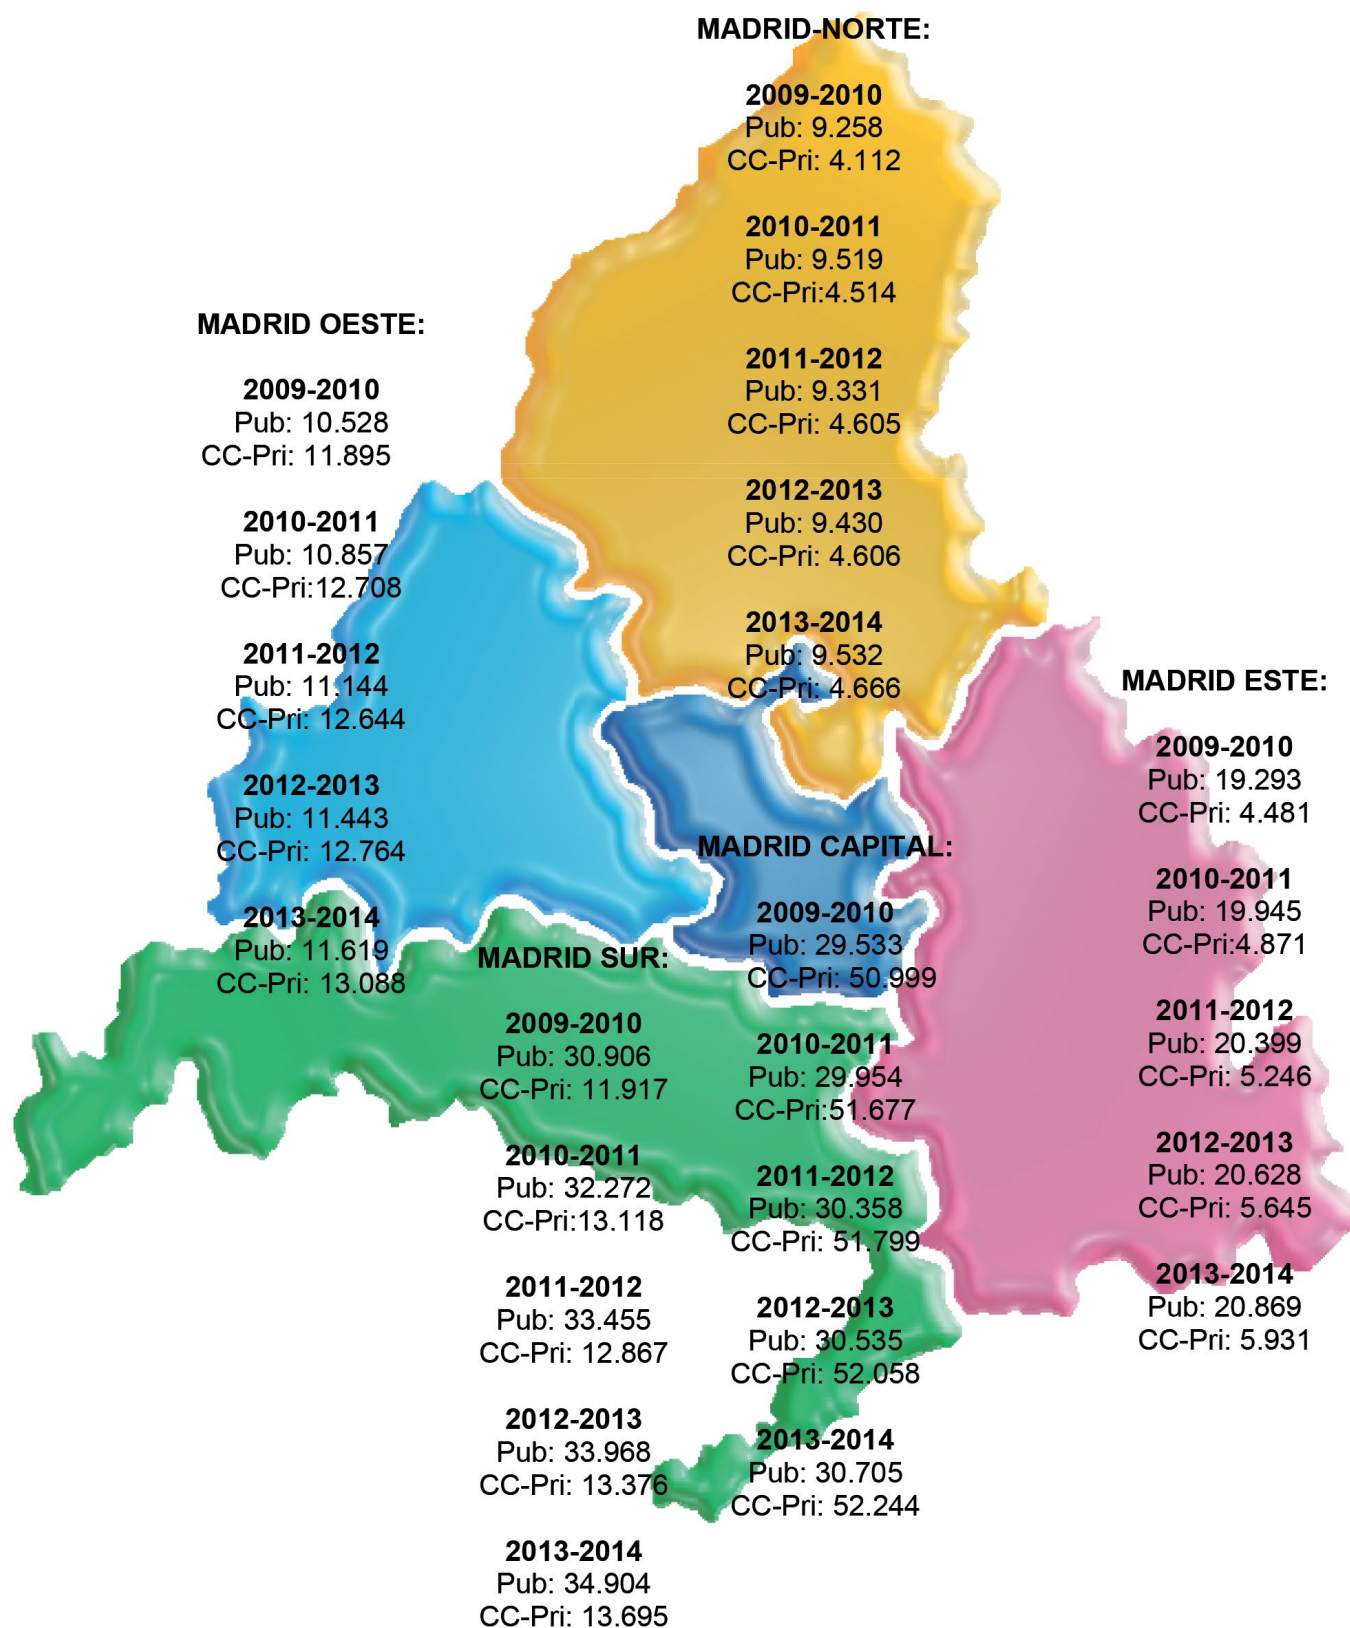 MADRID-NORTE:
2009-2010
Pub: 9.258
CC-Pri: 4.112
2010-2011
Pub: 9.519
CC-Pri:4.514
2011-2012
Pub: 9.331
CC-Pri: 4.605
2012-2013
Pub: 9.430
CC-Pri: 4.606
2013-2014
Pub: 9.532
CC-Pri: 4.666
MADRID OESTE:
2009-2010
Pub: 10.528
CC-Pri: 11.895
2010-2011
Pub: 10.857
CC-Pri:12.708
2011-2012
Pub: 11.144
CC-Pri: 12.644
2012-2013
Pub: 11.443
CC-Pri: 12.764
2013-2014
Pub: 11.619
CC-Pri: 13.088
MADRID ESTE:
2009-2010
Pub: 19.293
CC-Pri: 4.481
2010-2011
Pub: 19.945
CC-Pri:4.871
2011-2012
Pub: 20.399
CC-Pri: 5.246
2012-2013
Pub: 20.628
CC-Pri: 5.645
2013-2014
Pub: 20.869
CC-Pri: 5.931
MADRID CAPITAL:
2009-2010
Pub: 29.533
CC-Pri: 50.999
2010-2011
Pub: 29.954
CC-Pri:51.677
2011-2012
Pub: 30.358
CC-Pri: 51.799
2012-2013
Pub: 30.535
CC-Pri: 52.058
2013-2014
Pub: 30.705
CC-Pri: 52.244
MADRID SUR:
2009-2010
Pub: 30.906
CC-Pri: 11.917
2010-2011
Pub: 32.272
CC-Pri:13.118
2011-2012
Pub: 33.455
CC-Pri: 12.867
2012-2013
Pub: 33.968
CC-Pri: 13.376
2013-2014
Pub: 34.904
CC-Pri: 13.695